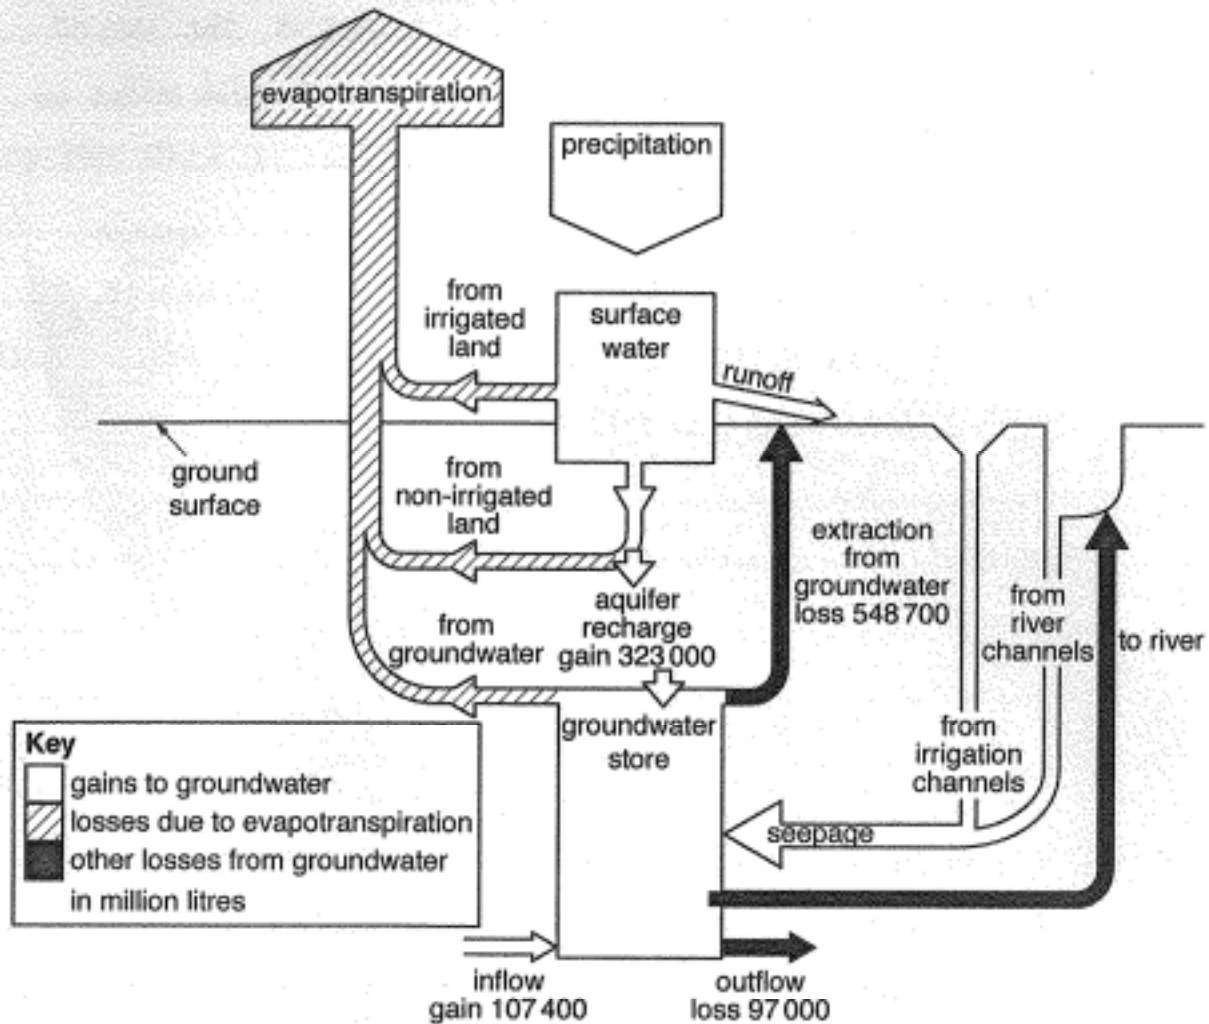 evapotranspiration
precipitation
from
irrigated
land
surface
water
runoff
ground
surface
from
non-irrigated
land
extraction
from
groundwater
loss 548 700
from
river
channels
to river
aquifer
recharge
gain 323 000
from
groundwater
groundwater
store
from
irrigation
channels
seepage
Key
gains to groundwater
losses due to evapotranspiration
other losses from groundwater
in million litres
inflow
gain 107 400
outflow
loss 97 000